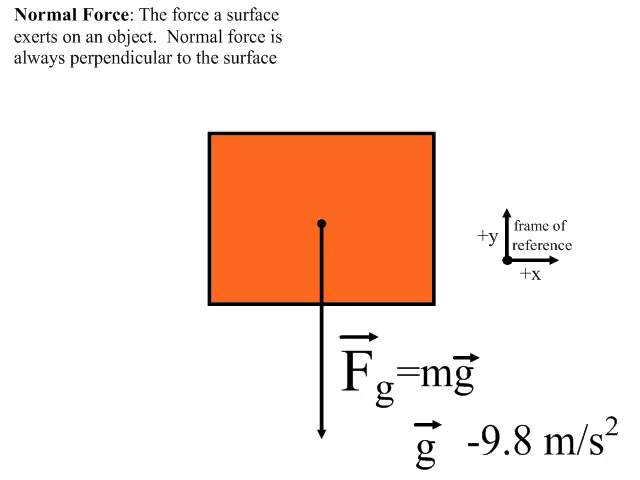 Normal Force: The force a surface
exerts on an object. Normal force is
always perpendicular to the surface
+y
frame of
reference
+x
F⃗g=mg⃗
g⃗ -9.8 m/s²